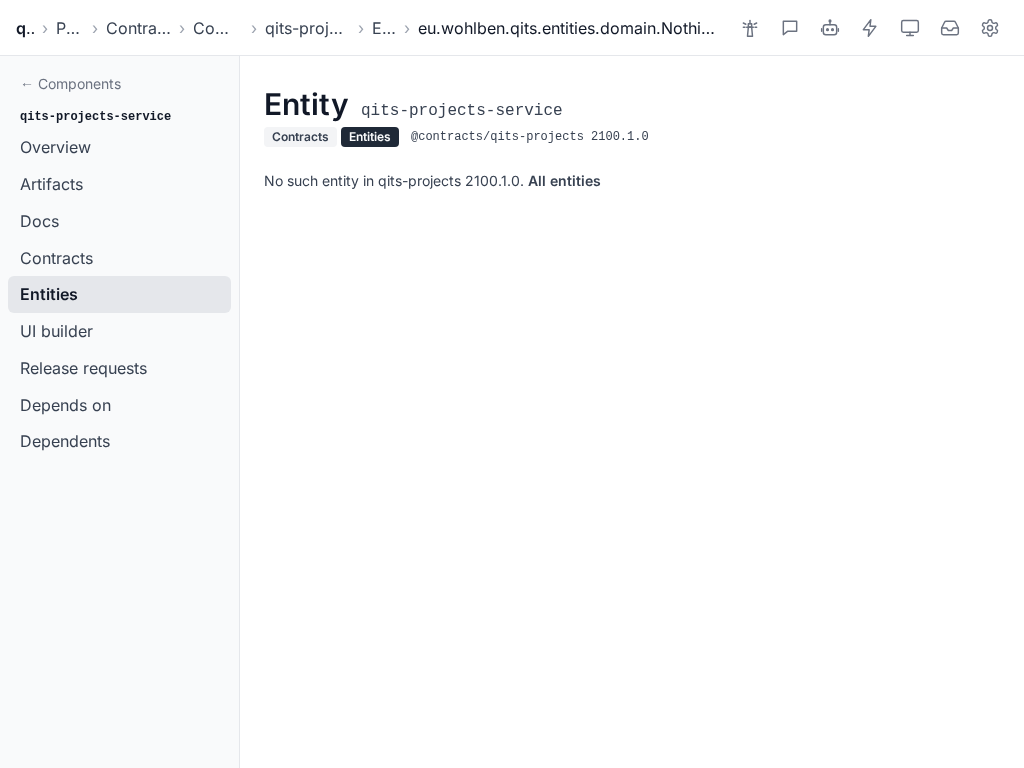 q.. › P... › Contra... › Co... › qits-proj... › E... › eu.wohlben.qits.entities.domain.Nothi...
← Components
qits-projects-service
Overview
Artifacts
Docs
Contracts
Entities
UI builder
Release requests
Depends on
Dependents
Entity qits-projects-service
Contracts Entities @contracts/qits-projects 2100.1.0
No such entity in qits-projects 2100.1.0. All entities